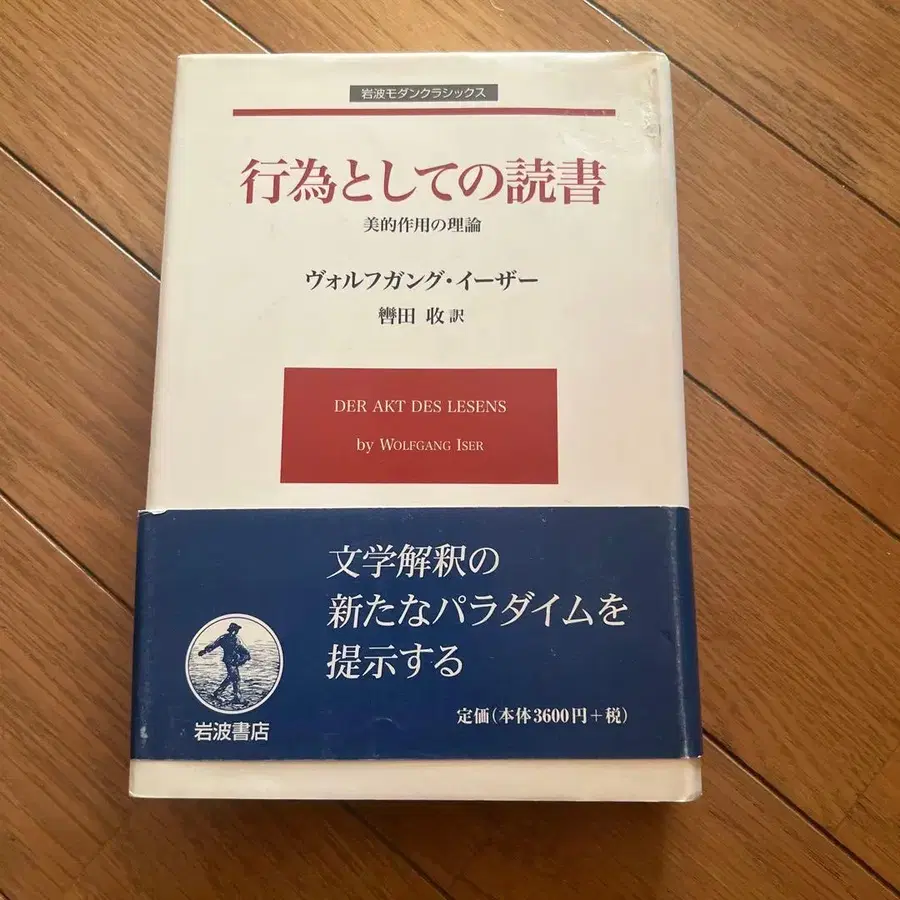 岩波モダンクラシックス
行為としての読書
美的作用の理論
ヴォルフガング・イーザー
轡田 收 訳
DER AKT DES LESENS
by WOLFGANG ISER
文学解釈の
新たなパラダイムを
提示する
定価(本体3600円+税)
岩波書店